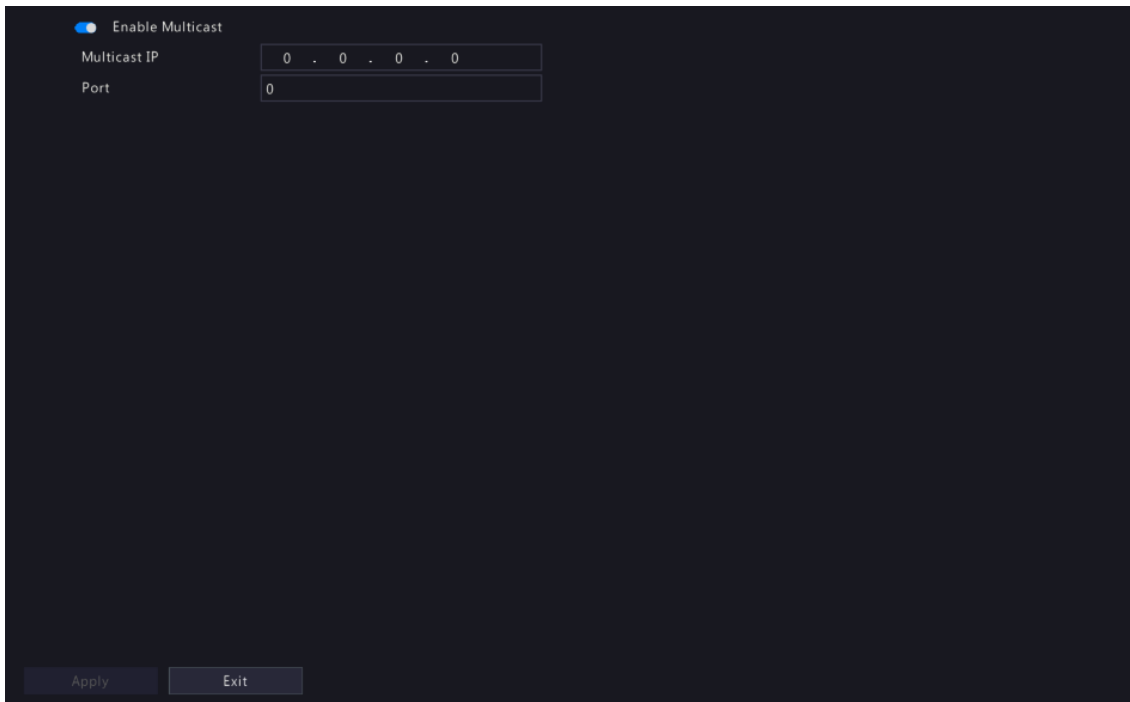 Enable Multicast
Multicast IP 0 . 0 . 0 . 0
Port 0
Apply Exit